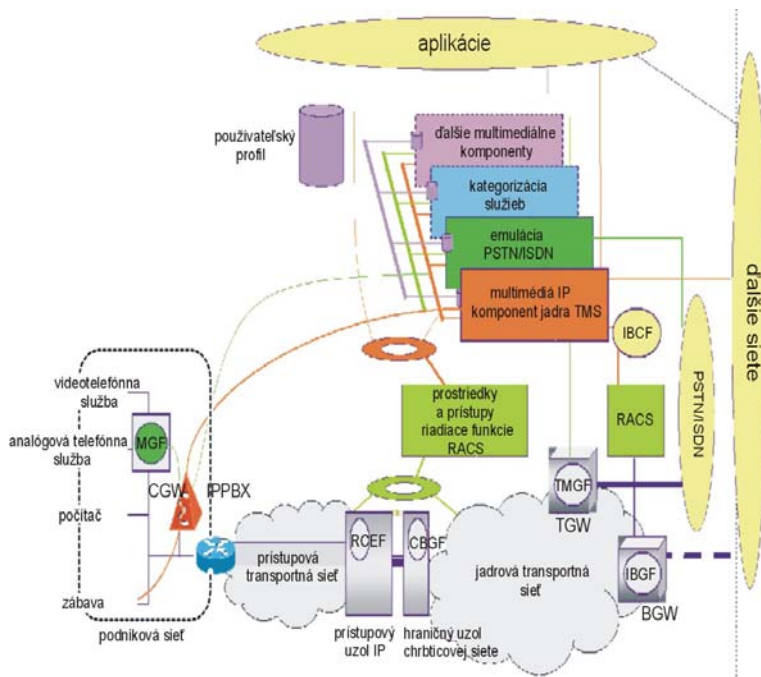 aplikácie
používateľský
profil
ďalšie multimediálne
komponenty
kategorizácia
služieb
emulácia
PSTN/ISDN
multimédiá IP
komponent jadra TMS
IBCF
ďalšie siete
PSTN/ISDN
prostriedky
a prístupy
riadiace funkcie
RACS
RACS
videotelefónna
služba
analógová telefónna
služba
MGF
CGW
IPPBX
počítač
zábava
podniková sieť
prístupová
transportná sieť
RCEF
CBGF
prístupový
uzol IP
hraničný uzol
chrbticovej siete
jadrová transportná
sieť
TMGF
TGW
IBGF
BGW